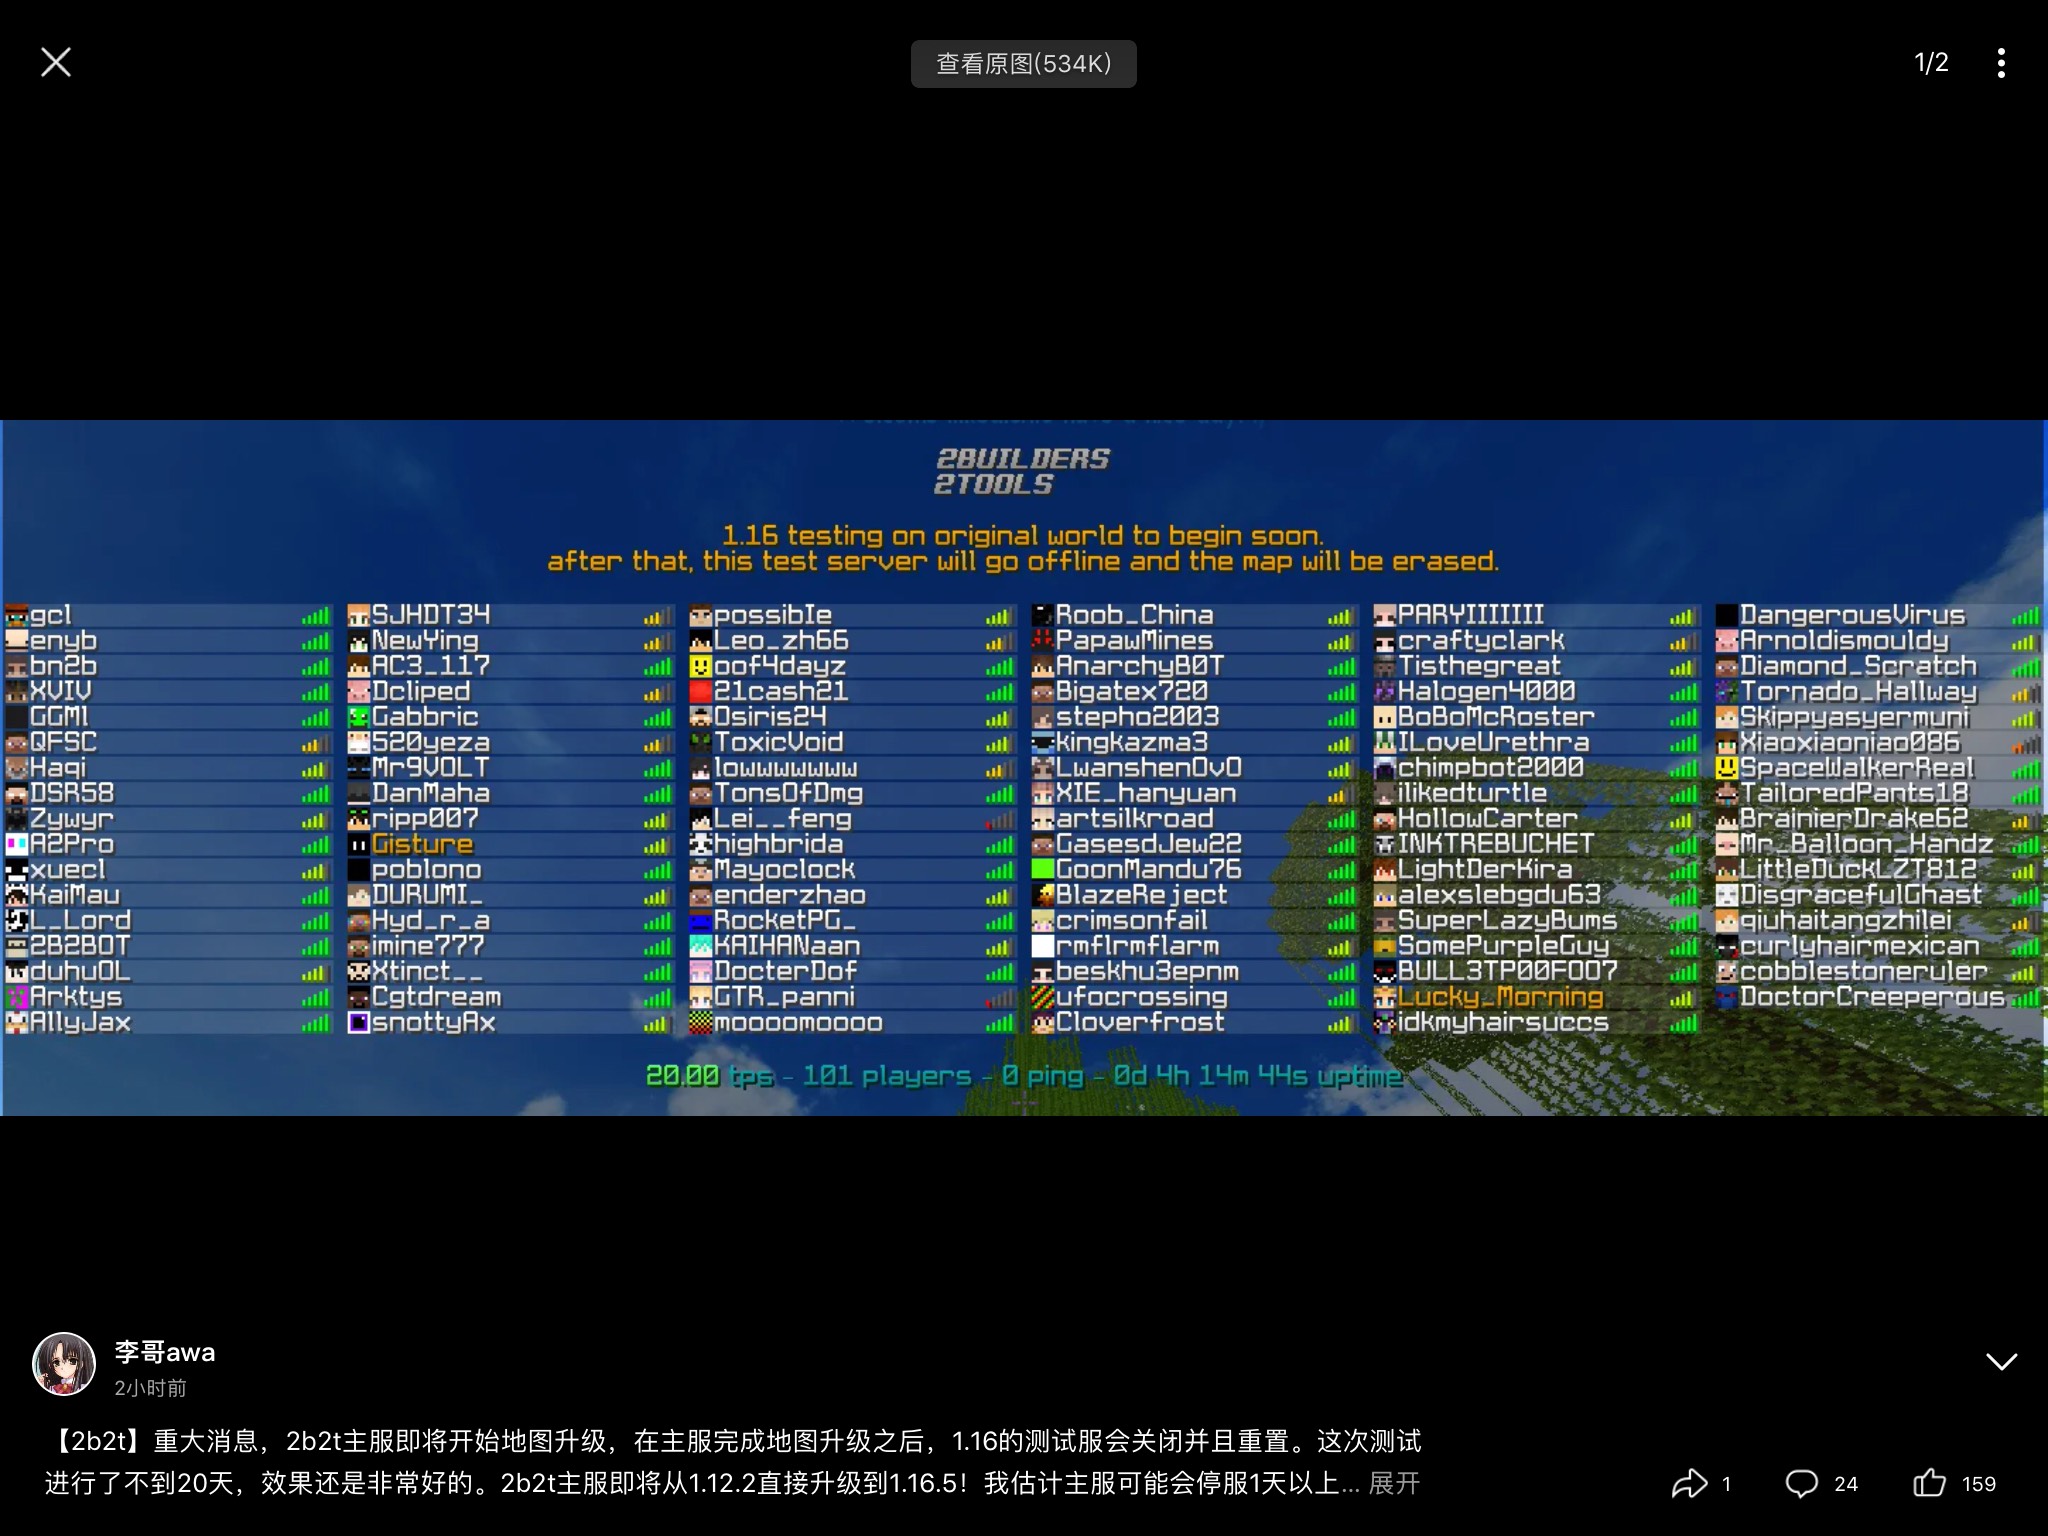 查看原图(534K)
1/2
2BUILDERS
2TOOLS
1.16 testing on original world to begin soon.
after that, this test server will go offline and the map will be erased.
gcl SJHDT34 possibIe Roob_China PARYIIIIIII DangerousVirus
enyb NewYing Leo_zh66 PapawMines craftyclark Arnoldismouldy
bn2b AC3_117 oof4dayz AnarchyB0T Tisthegreat Diamond_Scratch
XVIV Dcliped 21cash21 Bigatex720 Halogen4000 Tornado_Hallway
GGMl Gabbric Osiris24 stepho2003 BoBoMcRoster Skippyasyermuni
QFSC 520yeza ToxicVoid kingkazma3 ILoveUrethra Xiaoxiaoniao086
Haqi Mr9VOLT lowwwwwww LwanshenOvO chimpbot2000 SpaceWalkerReal
DSR58 DanMaha TonsOfDmg XIE_hanyuan ilikedturtle TailoredPants18
Zywyr ripp007 Lei__feng artsilkroad HollowCarter BrainierDrake62
A2Pro Gisture highbrida GasesdJew22 INKTREBUCHET Mr_Balloon_Handz
xuecl poblono Mayoclock GoonMandu76 LightDerKira LittleDuckLZT812
KaiMau DURUMI_ enderzhao BlazeReject alexslebgdu63 DisgracefulGhast
L_Lord Hyd_r_a RocketPG_ crimsonfail SuperLazyBums qiuhaitangzhilei
2B2BOT imine777 KAIHANaan rmflrmflarm SomePurpleGuy curlyhairmexican
duhuOL Xtinct__ DocterDof beskhu3epnm BULL3TP00FOO7 cobblestoneruler
Arktys Cgtdream GTR_panni ufocrossing Lucky_Morning DoctorCreeperous
AllyJax snottyAx moooomoooo Cloverfrost idkmyhairsuccs
20.00 tps - 101 players - 0 ping - 0d 4h 14m 44s uptime
李哥awa
2小时前
【2b2t】重大消息，2b2t主服即将开始地图升级，在主服完成地图升级之后，1.16的测试服会关闭并且重置。这次测试
进行了不到20天，效果还是非常好的。2b2t主服即将从1.12.2直接升级到1.16.5！我估计主服可能会停服1天以上... 展开
1 24 159